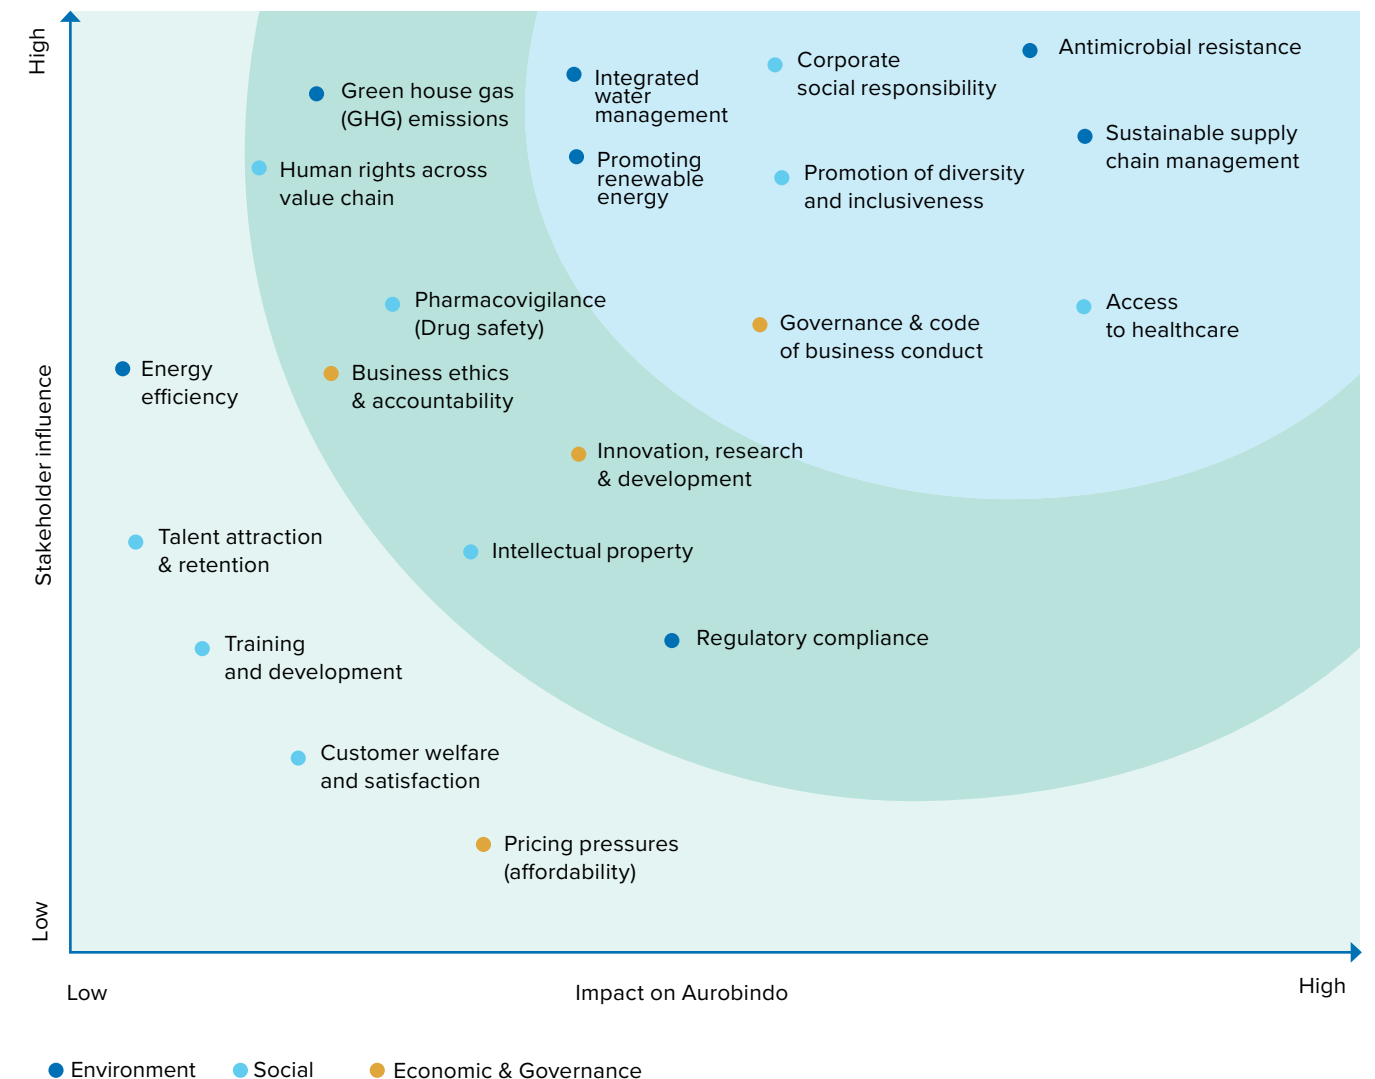 High
Antimicrobial resistance
Corporate
social responsibility
Integrated
water
management
Green house gas
(GHG) emissions
Sustainable supply
chain management
Promoting
renewable
energy
Promotion of diversity
and inclusiveness
Human rights across
value chain
Pharmacovigilance
(Drug safety)
Access
to healthcare
Governance & code
of business conduct
Energy
efficiency
Business ethics
& accountability
Stakeholder influence
Innovation, research
& development
Talent attraction
& retention
Intellectual property
Regulatory compliance
Training
and development
Customer welfare
and satisfaction
Pricing pressures
(affordability)
Low
Low
Impact on Aurobindo
High
Environment
Social
Economic & Governance